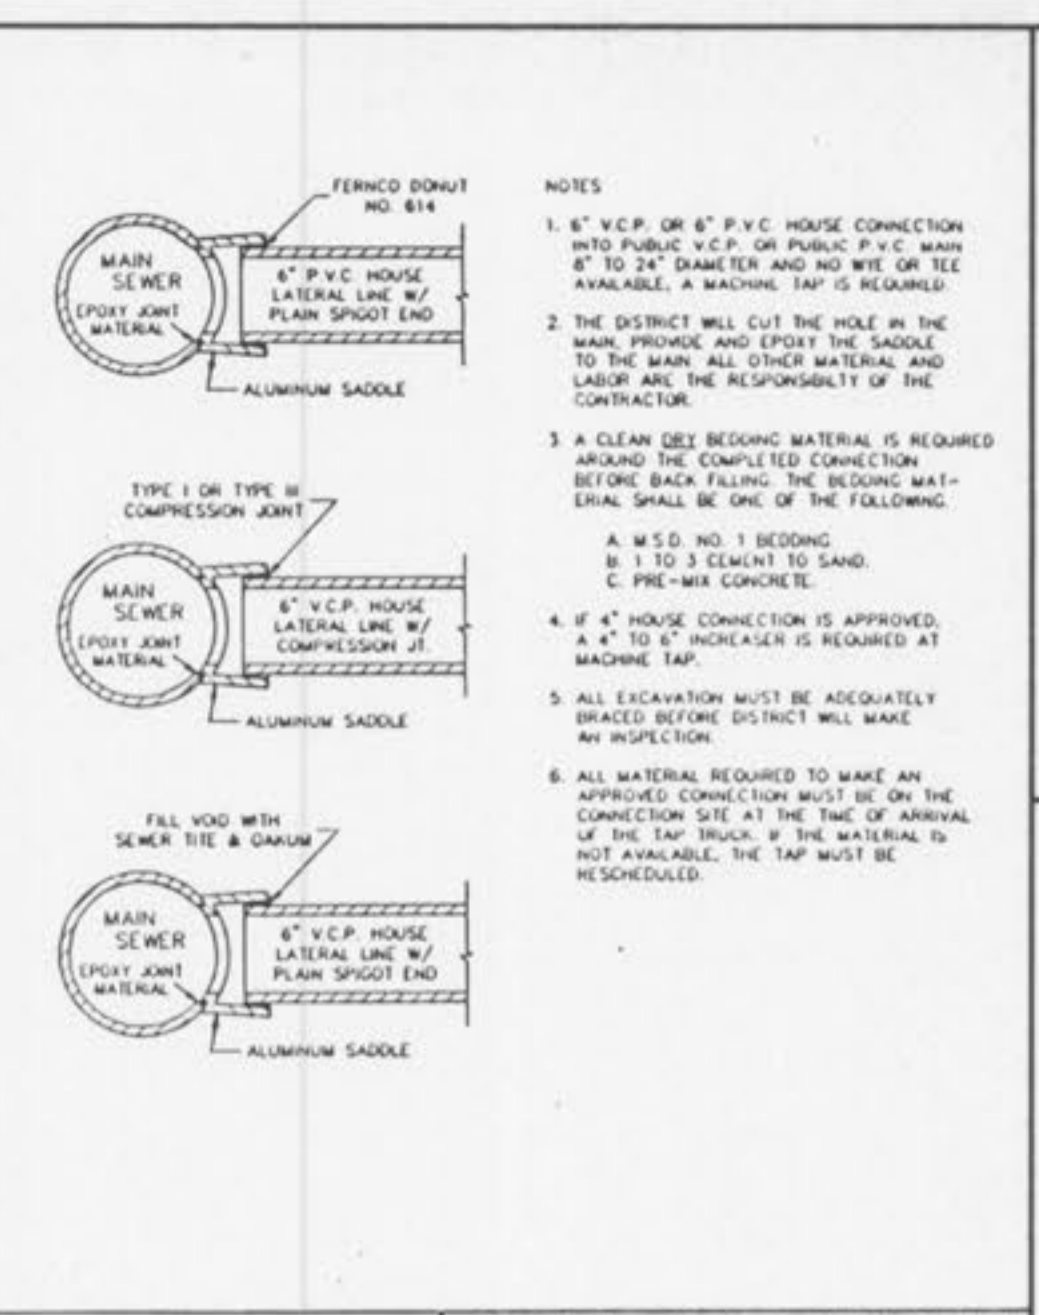 FERNCO DONUT
NO. 614
MAIN
SEWER
EPOXY JOINT
MATERIAL
6" P.V.C. HOUSE
LATERAL LINE W/
PLAIN SPIGOT END
ALUMINUM SADDLE
TYPE I OR TYPE III
COMPRESSION JOINT
MAIN
SEWER
EPOXY JOINT
MATERIAL
6" V.C.P. HOUSE
LATERAL LINE W/
COMPRESSION JT.
ALUMINUM SADDLE
FILL VOID WITH
SEWER TITE & OAKUM
MAIN
SEWER
EPOXY JOINT
MATERIAL
6" V.C.P. HOUSE
LATERAL LINE W/
PLAIN SPIGOT END
ALUMINUM SADDLE
NOTES
1. 6" V.C.P. OR 6" P.V.C. HOUSE CONNECTION
INTO PUBLIC V.C.P. OR PUBLIC P.V.C. MAIN
8" TO 24" DIAMETER AND NO WYE OR TEE
AVAILABLE, A MACHINE TAP IS REQUIRED.
2. THE DISTRICT WILL CUT THE HOLE IN THE
MAIN, PROVIDE AND EPOXY THE SADDLE
TO THE MAIN. ALL OTHER MATERIAL AND
LABOR ARE THE RESPONSIBILTY OF THE
CONTRACTOR.
3. A CLEAN DRY BEDDING MATERIAL IS REQUIRED
AROUND THE COMPLETED CONNECTION
BEFORE BACK FILLING. THE BEDDING MAT-
ERIAL SHALL BE ONE OF THE FOLLOWING.
A. M.S.D. NO. 1 BEDDING
B. 1 TO 3 CEMENT TO SAND.
C. PRE-MIX CONCRETE.
4. IF 4" HOUSE CONNECTION IS APPROVED,
A 4" TO 6" INCREASER IS REQUIRED AT
MACHINE TAP.
5. ALL EXCAVATION MUST BE ADEQUATELY
BRACED BEFORE DISTRICT WILL MAKE
AN INSPECTION.
6. ALL MATERIAL REQUIRED TO MAKE AN
APPROVED CONNECTION MUST BE ON THE
CONNECTION SITE AT THE TIME OF ARRIVAL
OF THE TAP TRUCK. IF THE MATERIAL IS
NOT AVAILABLE, THE TAP MUST BE
RESCHEDULED.